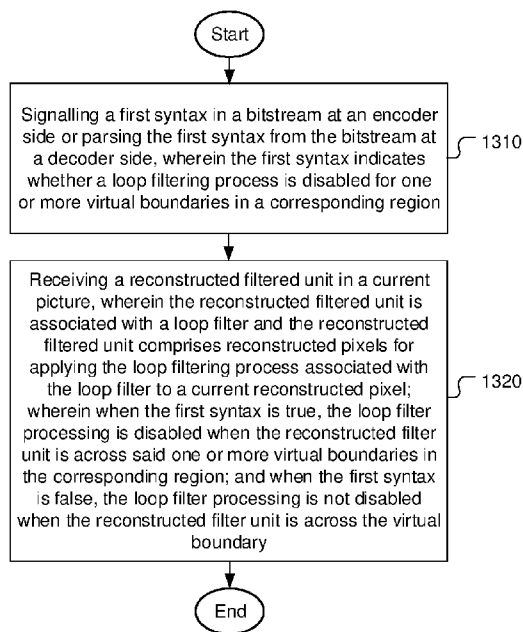 Start
Signalling a first syntax in a bitstream at an encoder
side or parsing the first syntax from the bitstream at
a decoder side, wherein the first syntax indicates
whether a loop filtering process is disabled for one
or more virtual boundaries in a corresponding region
1310
Receiving a reconstructed filtered unit in a current
picture, wherein the reconstructed filtered unit is
associated with a loop filter and the reconstructed
filtered unit comprises reconstructed pixels for
applying the loop filtering process associated with
the loop filter to a current reconstructed pixel;
wherein when the first syntax is true, the loop filter
processing is disabled when the reconstructed filter
unit is across said one or more virtual boundaries in
the corresponding region; and when the first syntax
is false, the loop filter processing is not disabled
when the reconstructed filter unit is across the virtual
boundary
1320
End